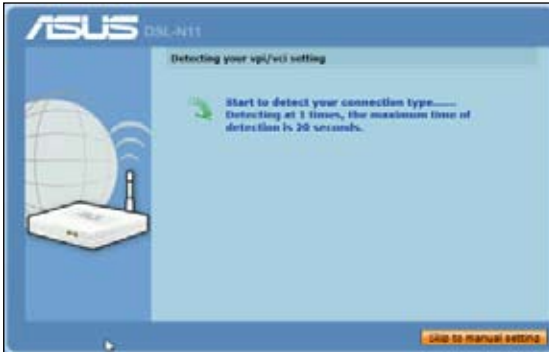 ASUS DSL-N11
Detecting your vpi/vci setting
Start to detect your connection type......
Detecting at 1 times, the maximum time of
detection is 20 seconds.
ASUS
Skip to manual setting